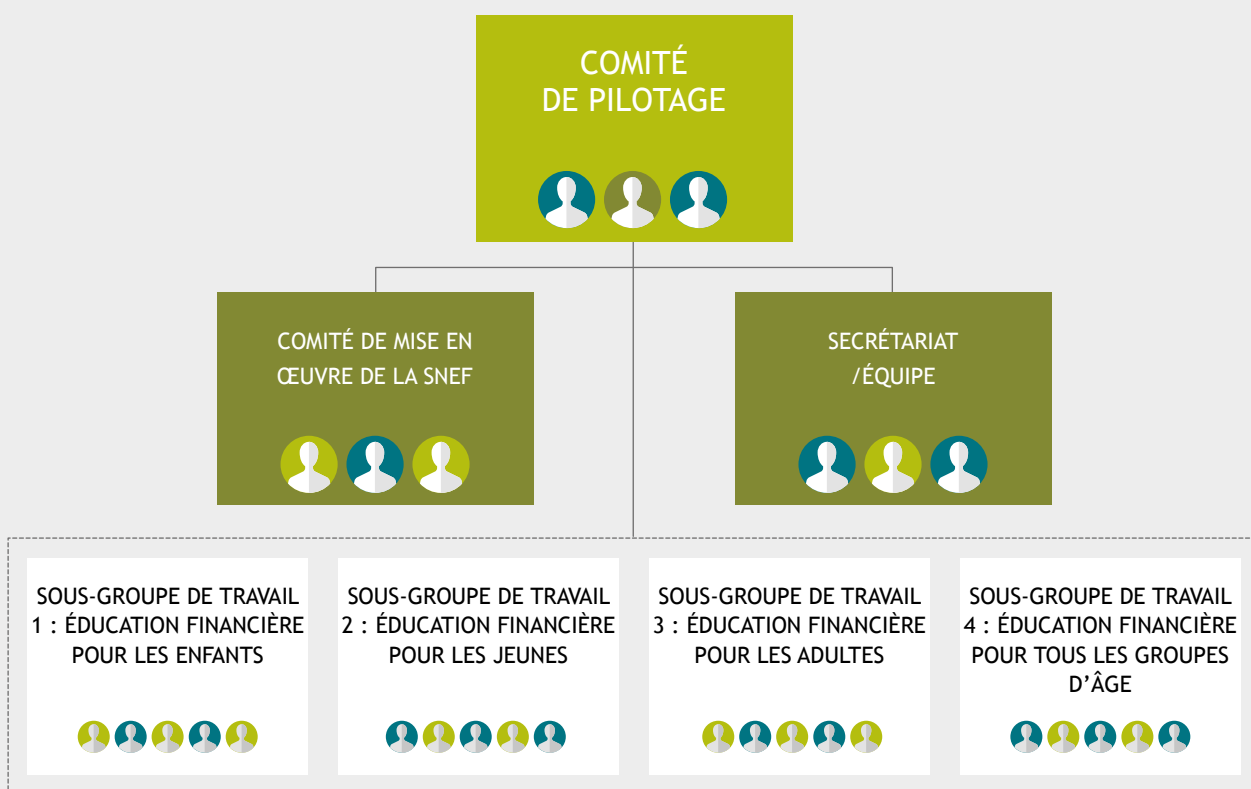 COMITÉ
DE PILOTAGE
COMITÉ DE MISE EN
ŒUVRE DE LA SNEF
SECRÉTARIAT
/ÉQUIPE
SOUS-GROUPE DE TRAVAIL
1 : ÉDUCATION FINANCIÈRE
POUR LES ENFANTS
SOUS-GROUPE DE TRAVAIL
2 : ÉDUCATION FINANCIÈRE
POUR LES JEUNES
SOUS-GROUPE DE TRAVAIL
3 : ÉDUCATION FINANCIÈRE
POUR LES ADULTES
SOUS-GROUPE DE TRAVAIL
4 : ÉDUCATION FINANCIÈRE
POUR TOUS LES GROUPES
D’ÂGE